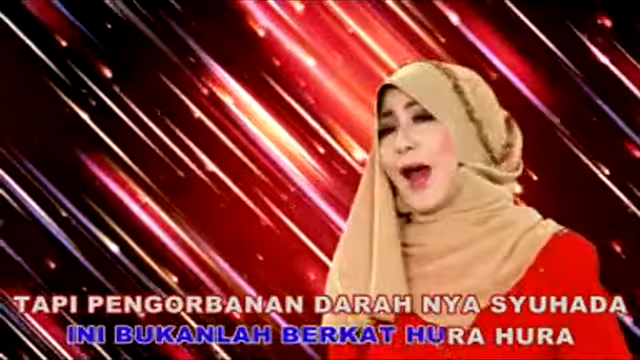 TAPI PENGORBANAN DARAH NYA SYUHADA
INI BUKANLAH BERKAT HURA HURA